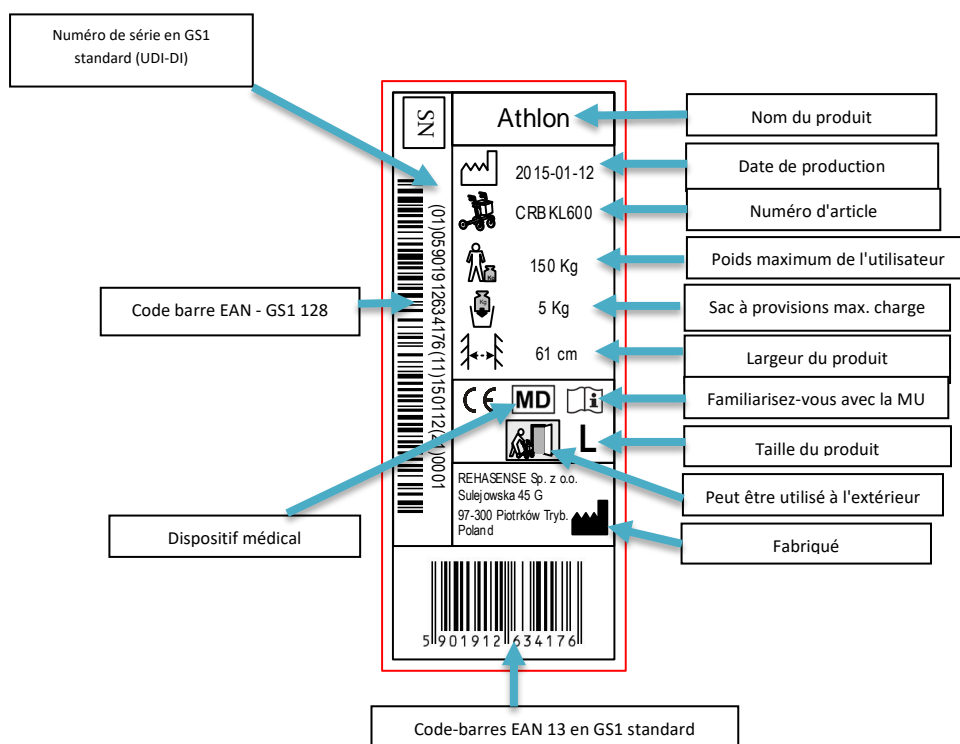 Numéro de série en GS1
standard (UDI-DI)
SN
Athlon
Nom du produit
2015-01-12
Date de production
CRBKL600
Numéro d'article
Kg
150 Kg
Poids maximum de l'utilisateur
Kg
5 Kg
Sac à provisions max. charge
61 cm
Largeur du produit
(01)05901912634176(11)150112(21)0001
Code barre EAN - GS1 128
CE MD i
Familiarisez-vous avec la MU
L
Taille du produit
Peut être utilisé à l'extérieur
REHASENSE Sp. z o.o.
Sulejowska 45 G
97-300 Piotrków Tryb.
Poland
Dispositif médical
Fabriqué
5 901912 634176
Code-barres EAN 13 en GS1 standard